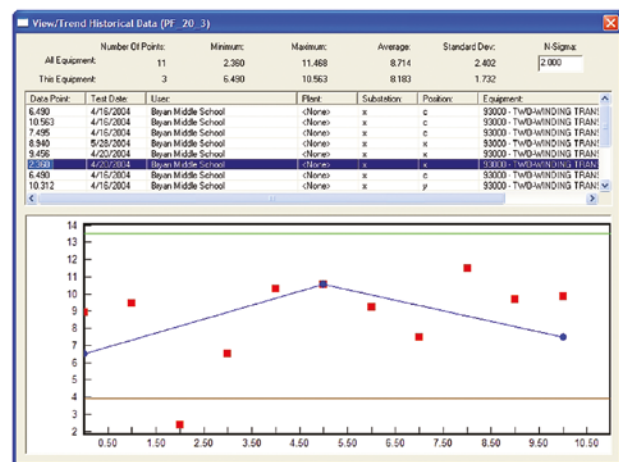 View/Trend Historical Data (PF_20_3)
Number Of Points: Minimum: Maximum: Average: Standard Dev: N-Sigma:
All Equipment: 11 2.360 11.468 8.714 2.402 2.000
This Equipment: 3 6.490 10.563 8.183 1.732
Data Point: Test Date: User: Plant: Substation: Position: Equipment:
6.490 4/16/2004 Bryan Middle School <None> x c 93000 - TWO-WINDING TRANS
10.563 4/16/2004 Bryan Middle School <None> x c 93000 - TWO-WINDING TRANS
7.495 4/16/2004 Bryan Middle School <None> x c 93000 - TWO-WINDING TRANS
8.940 5/28/2004 Bryan Middle School <None> x x 93000 - TWO-WINDING TRANS
9.456 4/20/2004 Bryan Middle School <None> x x 93000 - TWO-WINDING TRANS
2.360 4/20/2004 Bryan Middle School <None> x x 93000 - TWO-WINDING TRANS
6.490 4/16/2004 Bryan Middle School <None> x c 93000 - TWO-WINDING TRANS
10.312 4/16/2004 Bryan Middle School <None> x y 93000 - TWO-WINDING TRANS
14
13
12
11
10
9
8
7
6
5
4
3
2
0.50 1.50 2.50 3.50 4.50 5.50 6.50 7.50 8.50 9.50 10.50